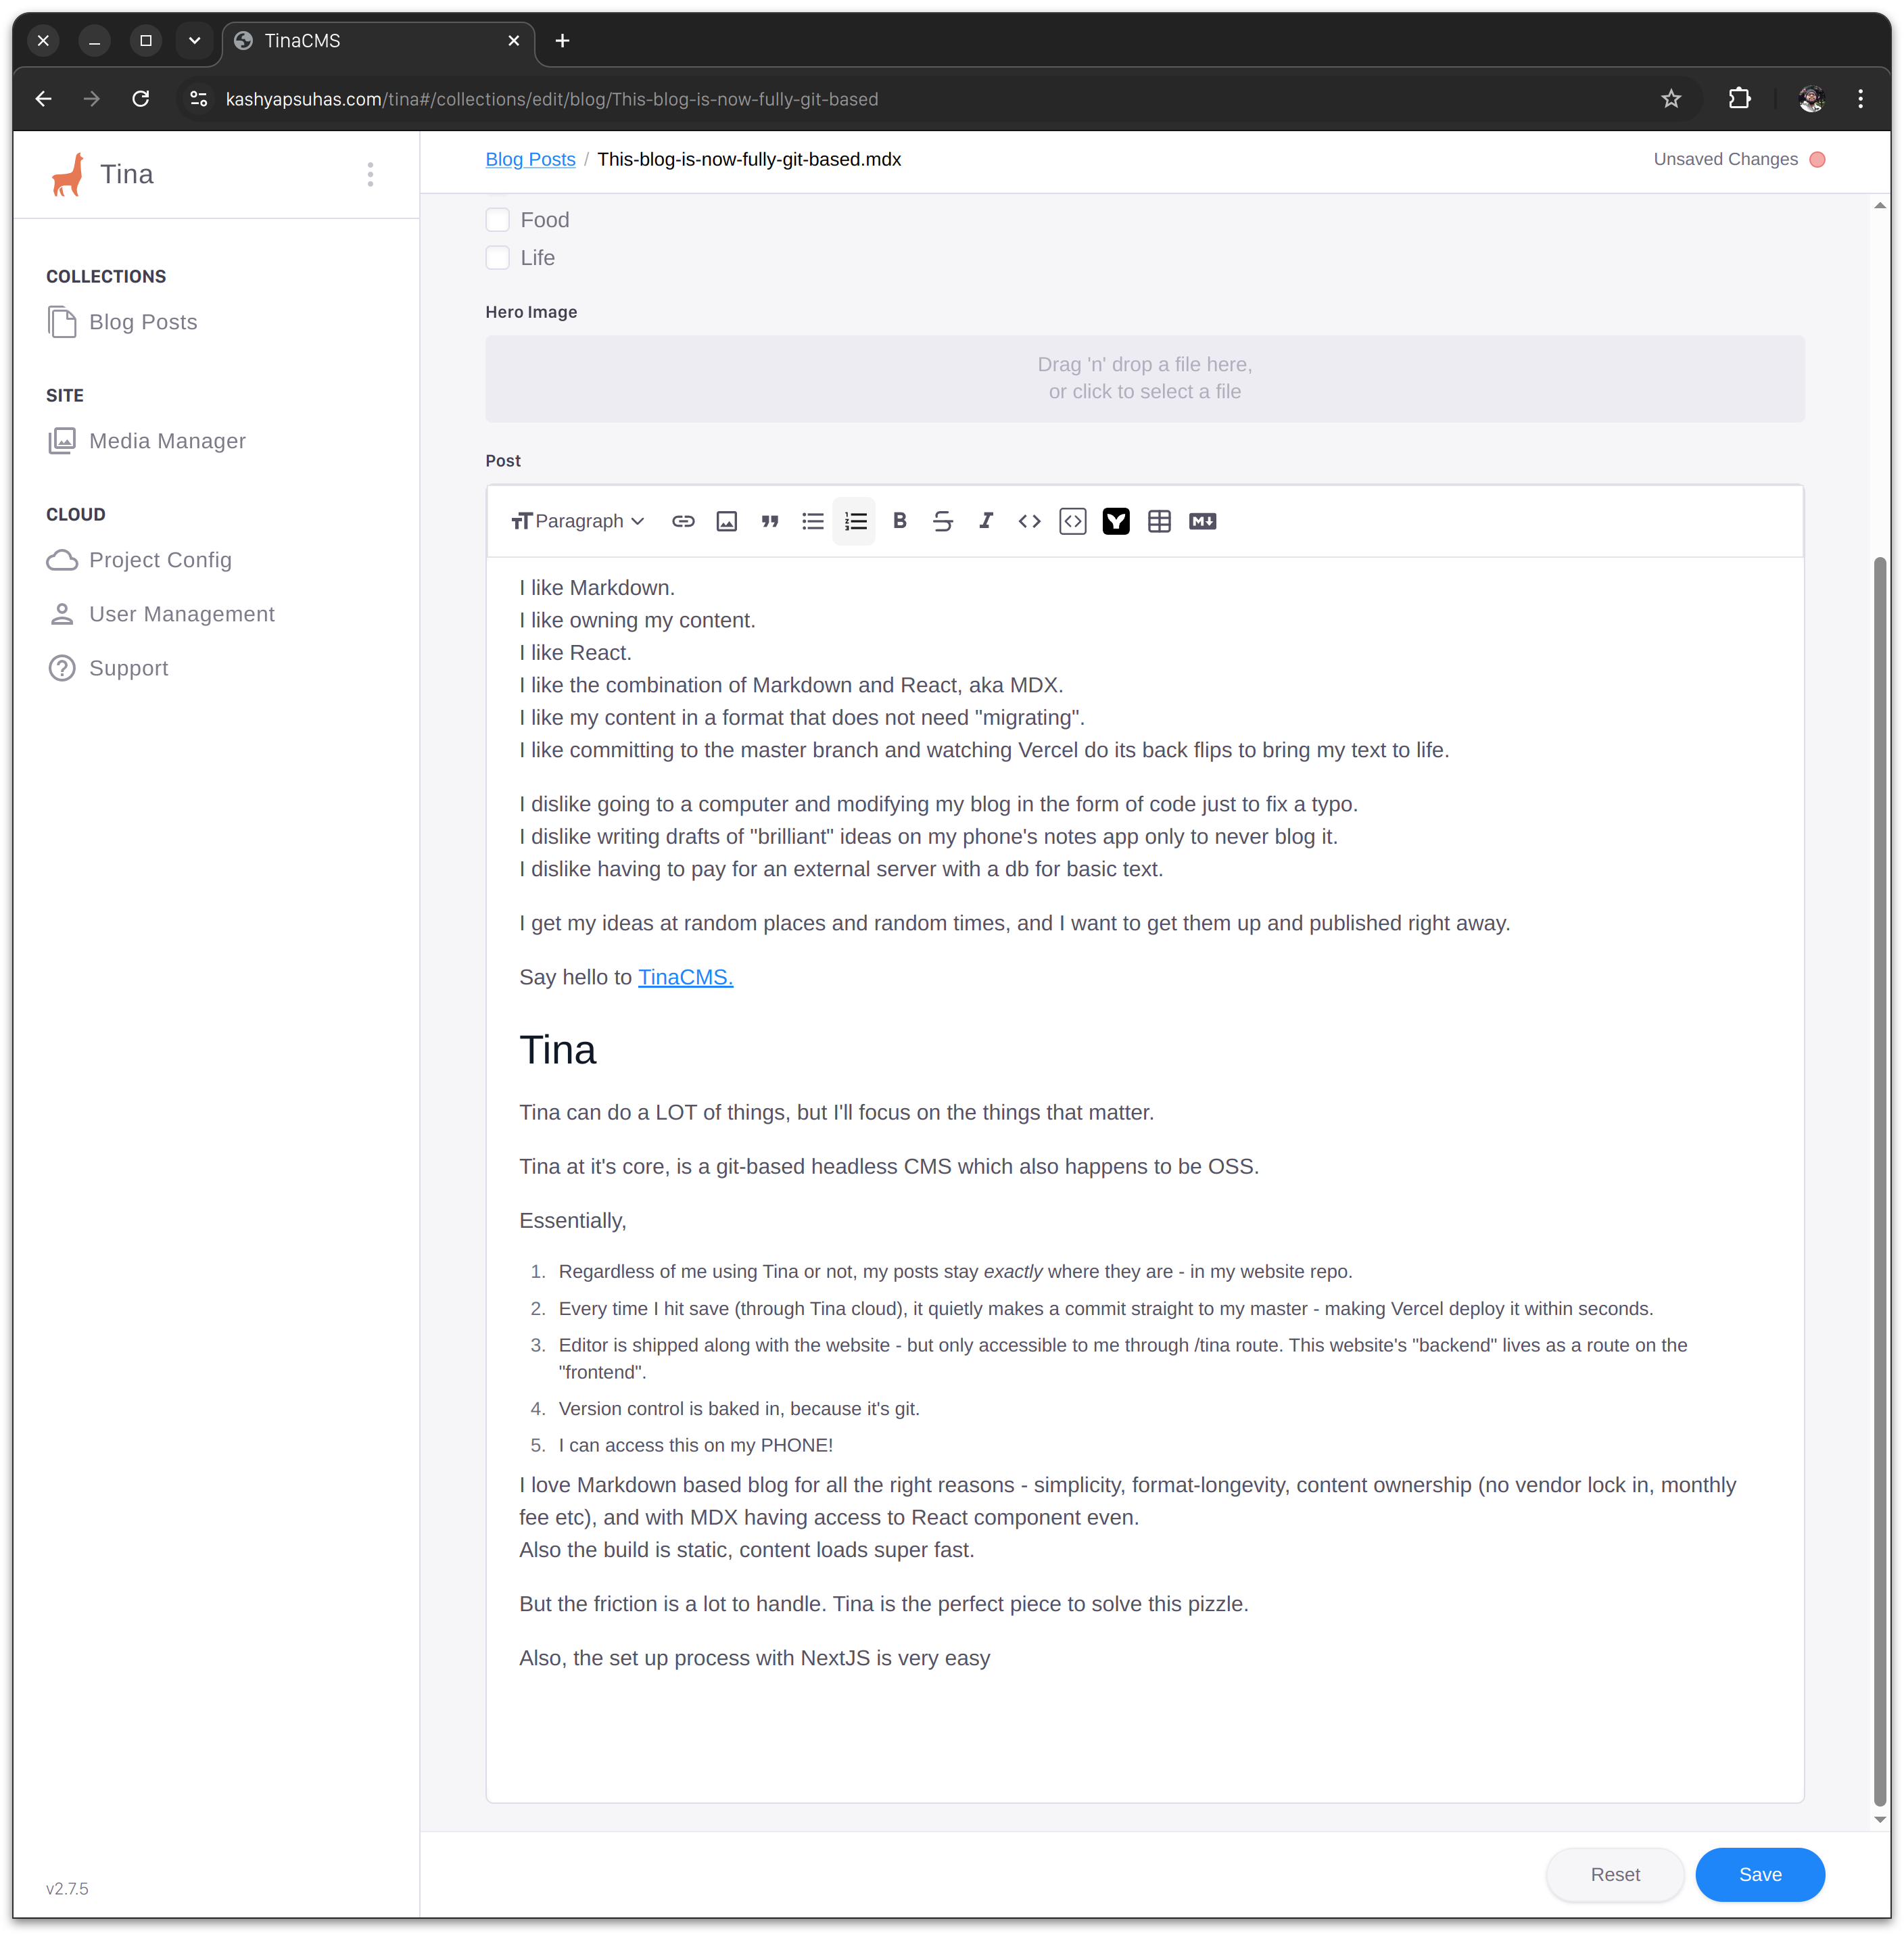 TinaCMS
kashyapsuhas.com/tina#/collections/edit/blog/This-blog-is-now-fully-git-based
Tina
COLLECTIONS
Blog Posts
SITE
Media Manager
CLOUD
Project Config
User Management
Support
v2.7.5
Blog Posts / This-blog-is-now-fully-git-based.mdx
Unsaved Changes
Food
Life
Hero Image
Drag 'n' drop a file here,
or click to select a file
Post
Paragraph
I like Markdown.
I like owning my content.
I like React.
I like the combination of Markdown and React, aka MDX.
I like my content in a format that does not need "migrating".
I like committing to the master branch and watching Vercel do its back flips to bring my text to life.
I dislike going to a computer and modifying my blog in the form of code just to fix a typo.
I dislike writing drafts of "brilliant" ideas on my phone's notes app only to never blog it.
I dislike having to pay for an external server with a db for basic text.
I get my ideas at random places and random times, and I want to get them up and published right away.
Say hello to TinaCMS.
Tina
Tina can do a LOT of things, but I'll focus on the things that matter.
Tina at it's core, is a git-based headless CMS which also happens to be OSS.
Essentially,
1. Regardless of me using Tina or not, my posts stay exactly where they are - in my website repo.
2. Every time I hit save (through Tina cloud), it quietly makes a commit straight to my master - making Vercel deploy it within seconds.
3. Editor is shipped along with the website - but only accessible to me through /tina route. This website's "backend" lives as a route on the
"frontend".
4. Version control is baked in, because it's git.
5. I can access this on my PHONE!
I love Markdown based blog for all the right reasons - simplicity, format-longevity, content ownership (no vendor lock in, monthly
fee etc), and with MDX having access to React component even.
Also the build is static, content loads super fast.
But the friction is a lot to handle. Tina is the perfect piece to solve this pizzle.
Also, the set up process with NextJS is very easy
Reset
Save